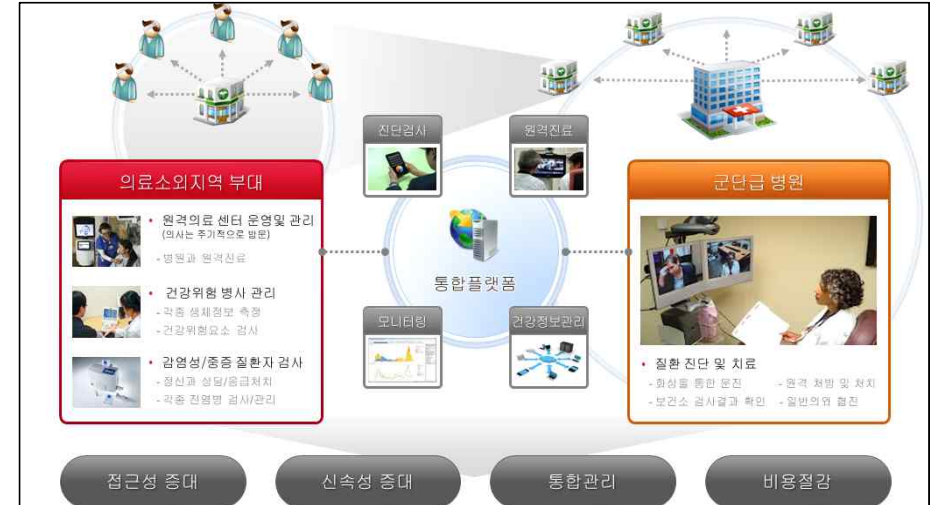 진단검사
원격진료
의료소외지역 부대
군단급 병원
• 원격의료 센터 운영및 관리
(의사는 주기적으로 방문)
- 병원과 원격진료
• 건강위험 병사 관리
- 각종 생체정보 측정
- 건강위험요소 검사
• 감염성/중증 질환자 검사
- 정신과 상담/응급처치
- 각종 전염병 검사/관리
통합플랫폼
모니터링
건강정보관리
• 질환 진단 및 치료
- 화상을 통한 문진
- 원격 처방 및 처치
- 보건소 검사결과 확인
- 일반의와 협진
접근성 증대
신속성 증대
통합관리
비용절감